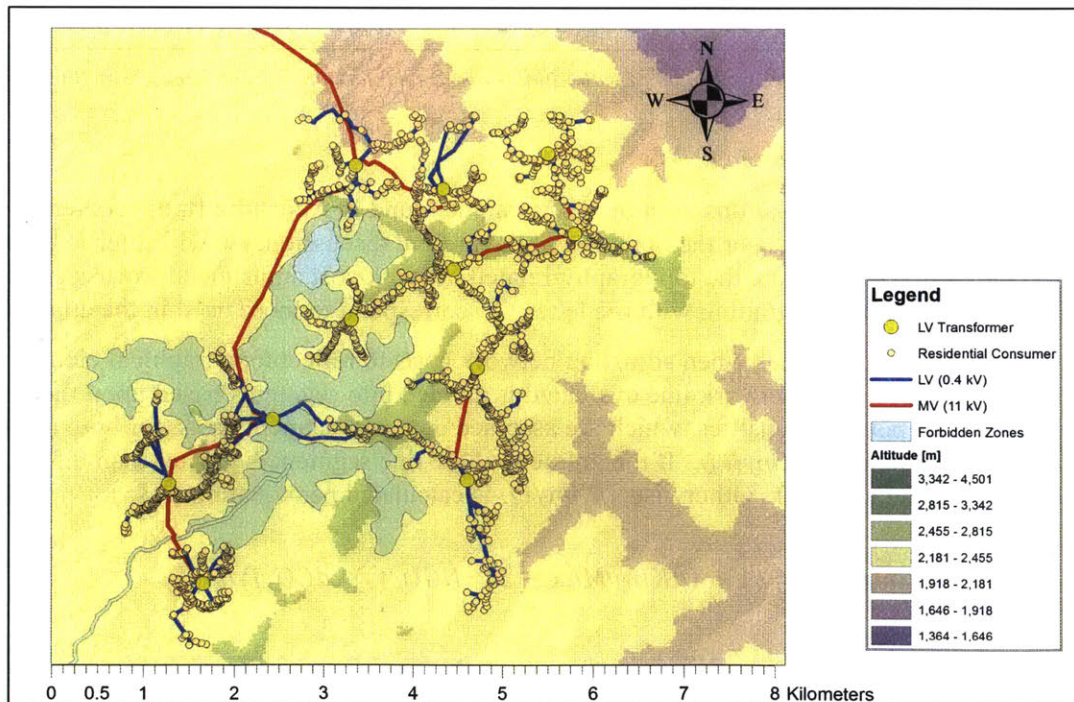 N
W E
S
Legend
LV Transformer
Residential Consumer
LV (0.4 kV)
MV (11 kV)
Forbidden Zones
Altitude [m]
3,342 - 4,501
2,815 - 3,342
2,455 - 2,815
2,181 - 2,455
1,918 - 2,181
1,646 - 1,918
1,364 - 1,646
0 0.5 1 2 3 4 5 6 7 8 Kilometers